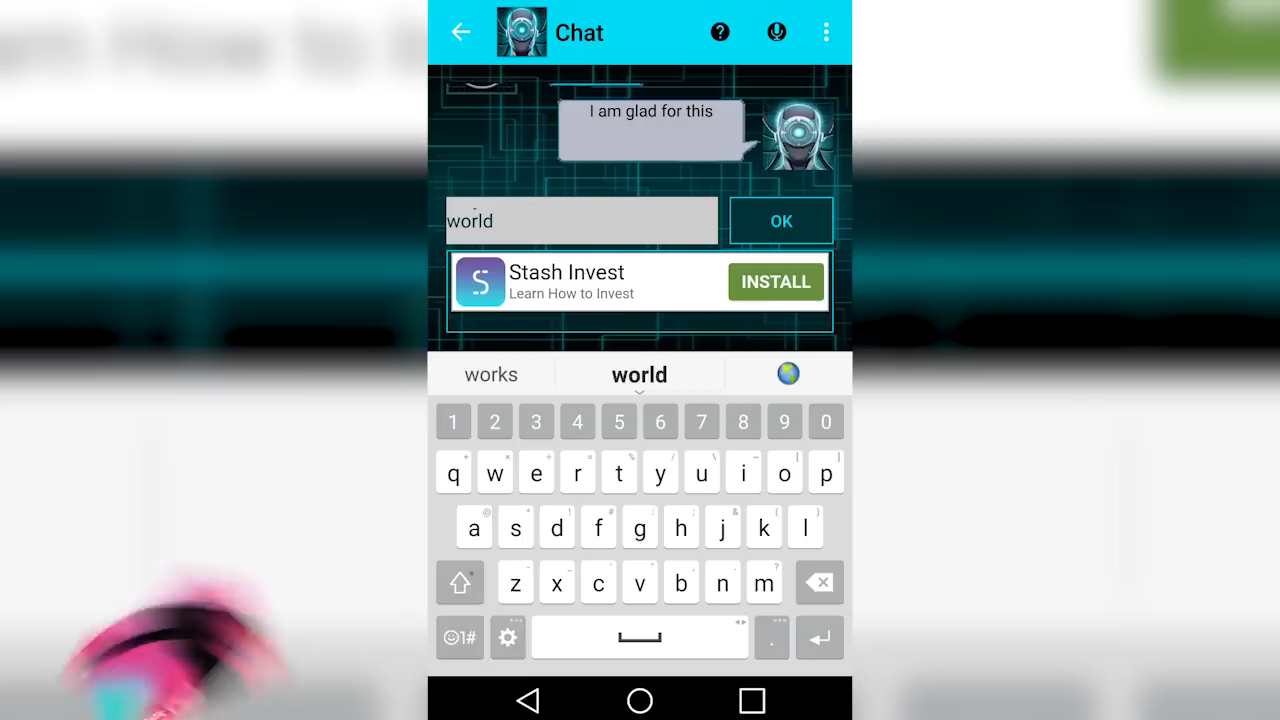 Chat
I am glad for this
world
OK
Stash Invest
Learn How to Invest
INSTALL
works world
1 2 3 4 5 6 7 8 9 0
q w e r t y u i o p
a s d f g h j k l
z x c v b n m
1# .